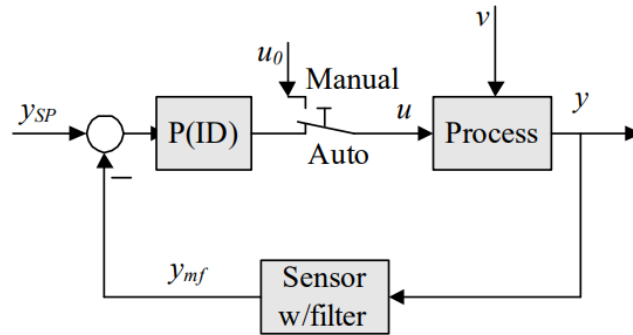 v
u0
Manual
ySP
u
y
P(ID)
Process
Auto
−
ymf
Sensor
w/filter